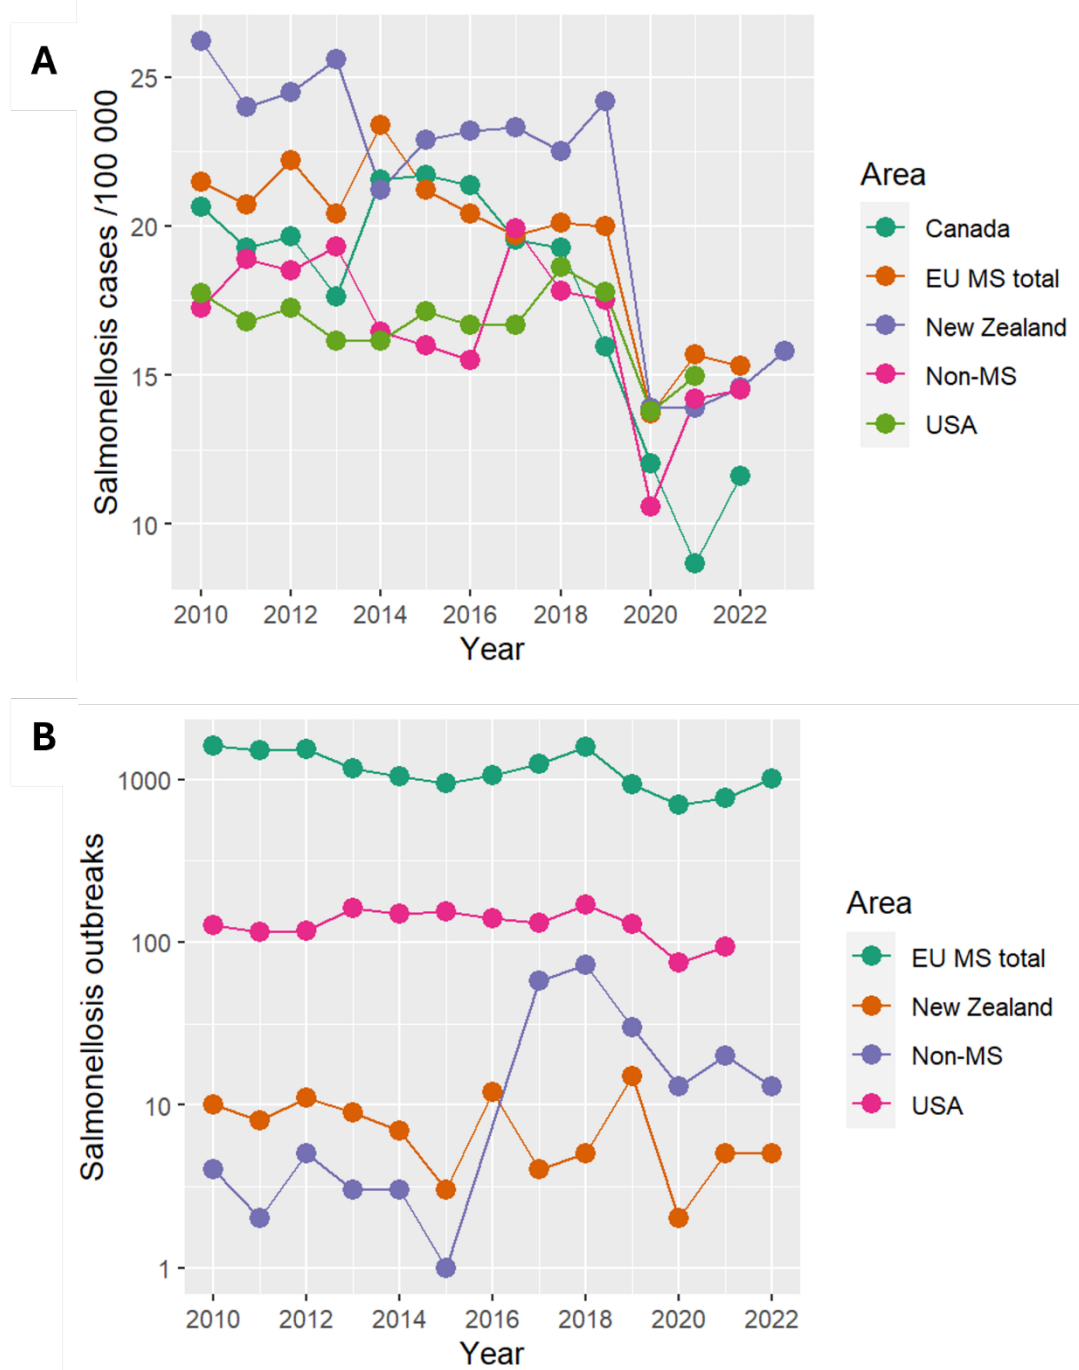 A
Salmonellosis cases /100 000
25
20
15
10
2010 2012 2014 2016 2018 2020 2022
Year
Area
Canada
EU MS total
New Zealand
Non-MS
USA
B
Salmonellosis outbreaks
1000
100
10
1
2010 2012 2014 2016 2018 2020 2022
Year
Area
EU MS total
New Zealand
Non-MS
USA